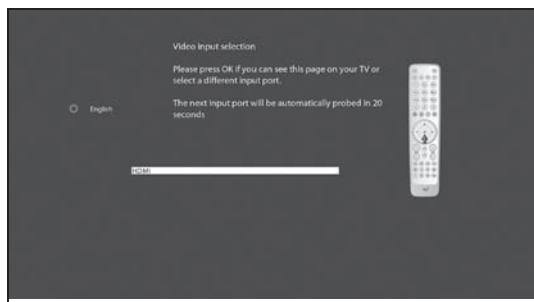 Video input selection
Please press OK if you can see this page on your TV or
select a different input port.
English
The next input port will be automatically probed in 20
seconds
HDMI